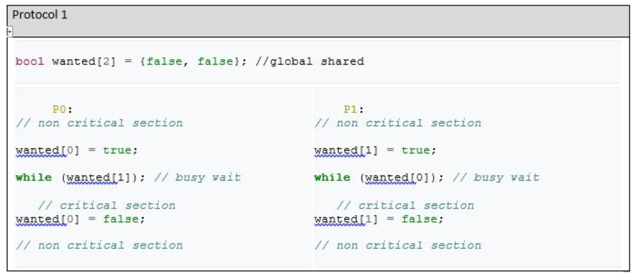 Protocol 1
bool wanted[2] = {false, false}; //global shared
P0:
// non critical section
wanted[0] = true;
while (wanted[1]); // busy wait
// critical section
wanted[0] = false;
// non critical section
P1:
// non critical section
wanted[1] = true;
while (wanted[0]); // busy wait
// critical section
wanted[1] = false;
// non critical section